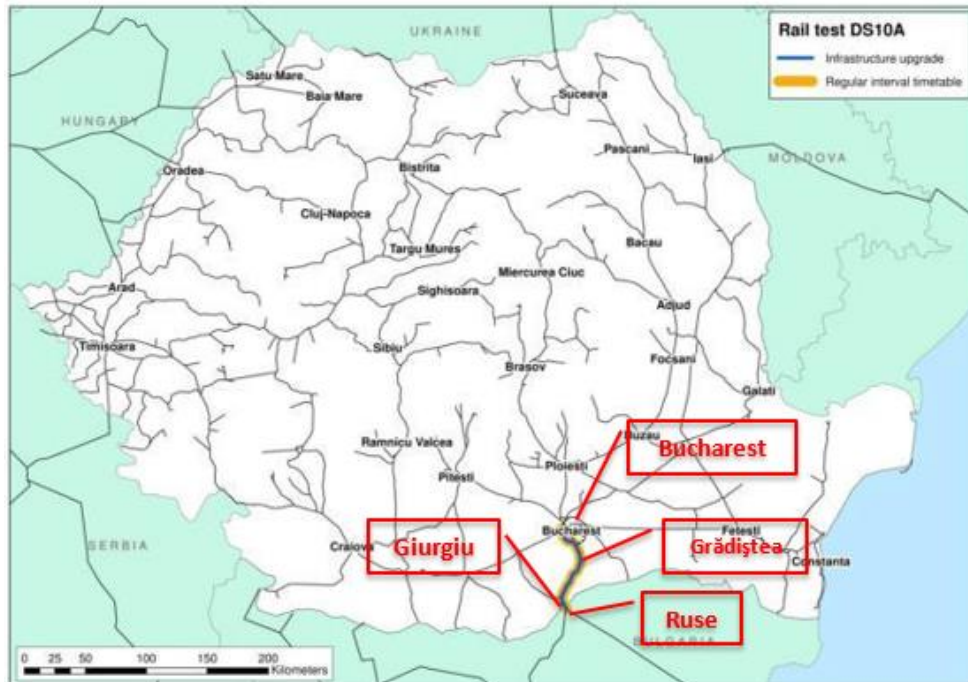 UKRAINE
Rail test DS10A
Infrastructure upgrade
Regular interval timetable
Satu Mare
Baia Mare
Suceava
HUNGARY
Pascani
Iasi
MOLDOVA
Oradea
Bistrita
Cluj-Napoca
Targu Mures
Bacau
Miercurea Ciuc
Arad
Sighisoara
Adjud
Timisoara
Sibiu
Focsani
Brasov
Galati
Ramnicu Valcea
Bucharest
Pitesti
Ploiesti
Bucharest
Fetesti
SERBIA
Craiova
Giurgiu
Grădiştea
Constanta
Ruse
BULGARIA
0 25 50 100 150 200
Kilometers